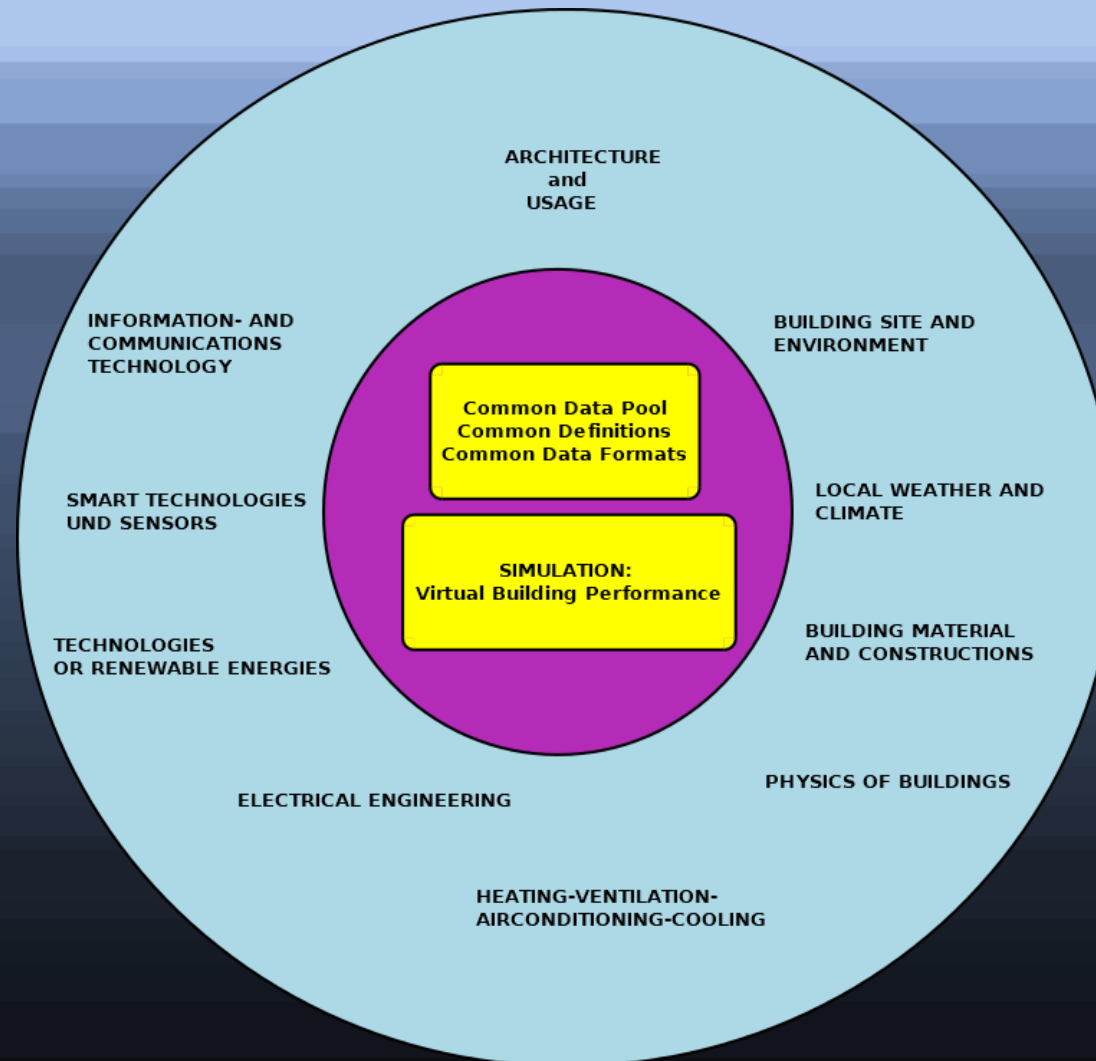 ARCHITECTURE
and
USAGE
INFORMATION- AND
COMMUNICATIONS
TECHNOLOGY
BUILDING SITE AND
ENVIRONMENT
Common Data Pool
Common Definitions
Common Data Formats
SMART TECHNOLOGIES
UND SENSORS
LOCAL WEATHER AND
CLIMATE
SIMULATION:
Virtual Building Performance
TECHNOLOGIES
OR RENEWABLE ENERGIES
BUILDING MATERIAL
AND CONSTRUCTIONS
ELECTRICAL ENGINEERING
PHYSICS OF BUILDINGS
HEATING-VENTILATION-
AIRCONDITIONING-COOLING